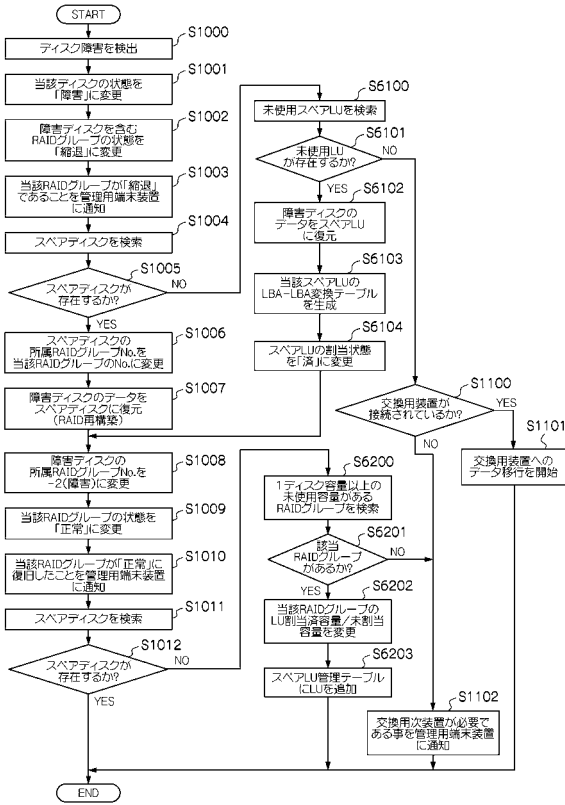 START
S1000
ディスク障害を検出
S1001
当該ディスクの状態を
「障害」に変更
S1002
障害ディスクを含む
RAIDグループの状態を
「縮退」に変更
S1003
当該RAIDグループが「縮退」
であることを管理用端末装置
に通知
S1004
スペアディスクを検索
S1005
スペアディスクが
存在するか?
NO
YES
S1006
スペアディスクの
所属RAIDグループNo.を
当該RAIDグループのNo.に変更
S1007
障害ディスクのデータを
スペアディスクに復元
(RAID再構築)
S1008
障害ディスクの
所属RAIDグループNo.を
-2(障害)に変更
S1009
当該RAIDグループの状態を
「正常」に変更
S1010
当該RAIDグループが「正常」に
復旧したことを管理用端末装置
に通知
S1011
スペアディスクを検索
S1012
スペアディスクが
存在するか?
NO
YES
END
S6100
未使用スペアLUを検索
S6101
未使用LU
が存在するか?
NO
YES
S6102
障害ディスクの
データをスペアLU
に復元
S6103
当該スペアLUの
LBA-LBA変換テーブル
を生成
S6104
スペアLUの割当状態
を「済」に変更
S1100
交換用装置が
接続されているか?
YES
NO
S1101
交換用装置への
データ移行を開始
S6200
1ディスク容量以上の
未使用容量がある
RAIDグループを検索
S6201
該当
RAIDグループ
があるか?
NO
YES
S6202
当該RAIDグループの
LU割当済容量/未割当
容量を変更
S6203
スペアLU管理テーブル
にLUを追加
S1102
交換用次装置が必要で
ある事を管理用端末装置
に通知